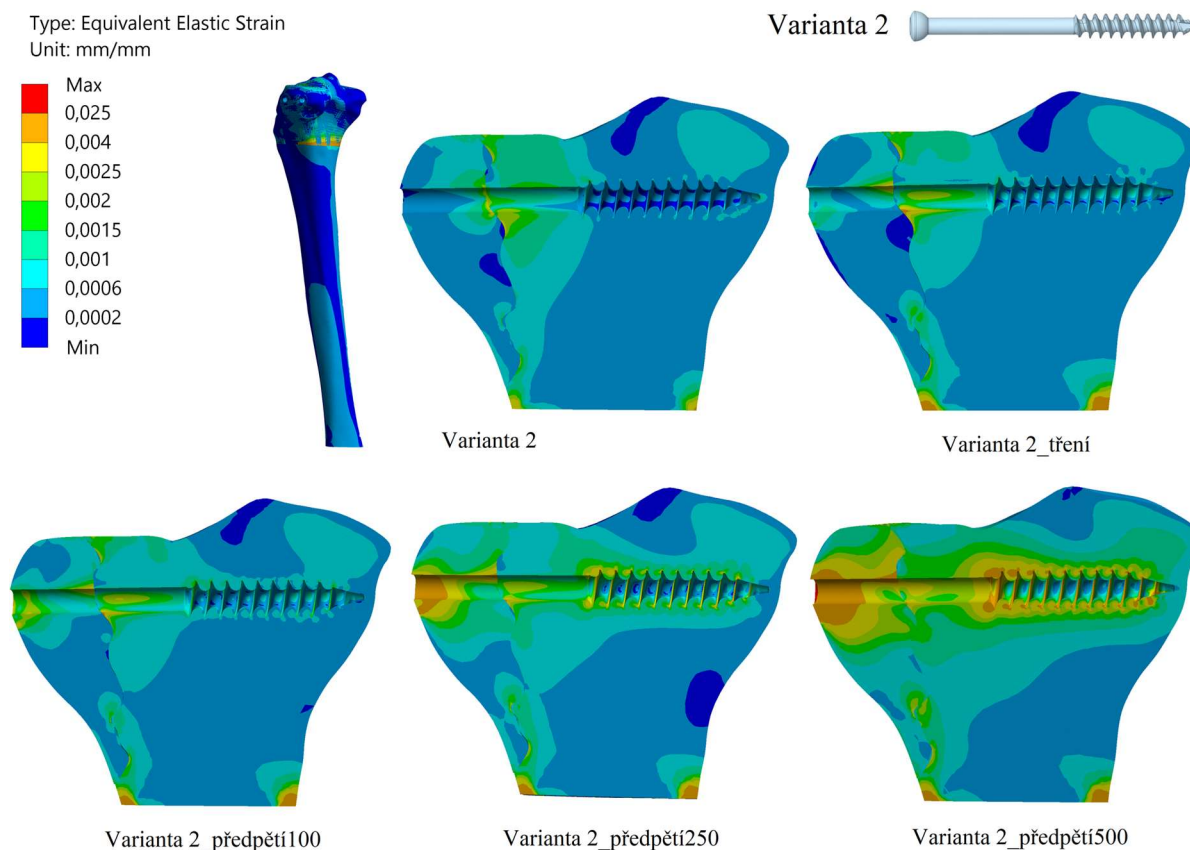 Type: Equivalent Elastic Strain
Unit: mm/mm
Varianta 2
Max
0,025
0,004
0,0025
0,002
0,0015
0,001
0,0006
0,0002
Min
Varianta 2
Varianta 2_tření
Varianta 2_předpětí100
Varianta 2_předpětí250
Varianta 2_předpětí500